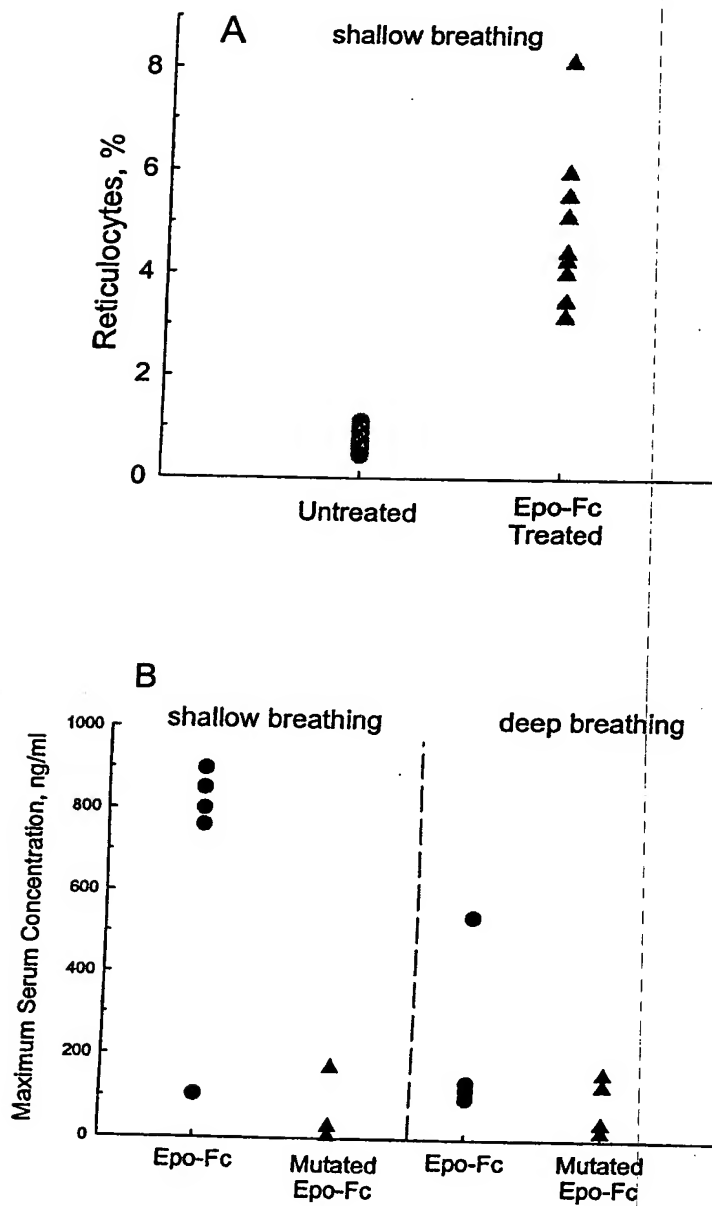 A
shallow breathing
Reticulocytes, %
8
6
4
2
0
Untreated
Epo-Fc
Treated
B
shallow breathing
deep breathing
Maximum Serum Concentration, ng/ml
1000
800
600
400
200
0
Epo-Fc
Mutated
Epo-Fc
Epo-Fc
Mutated
Epo-Fc